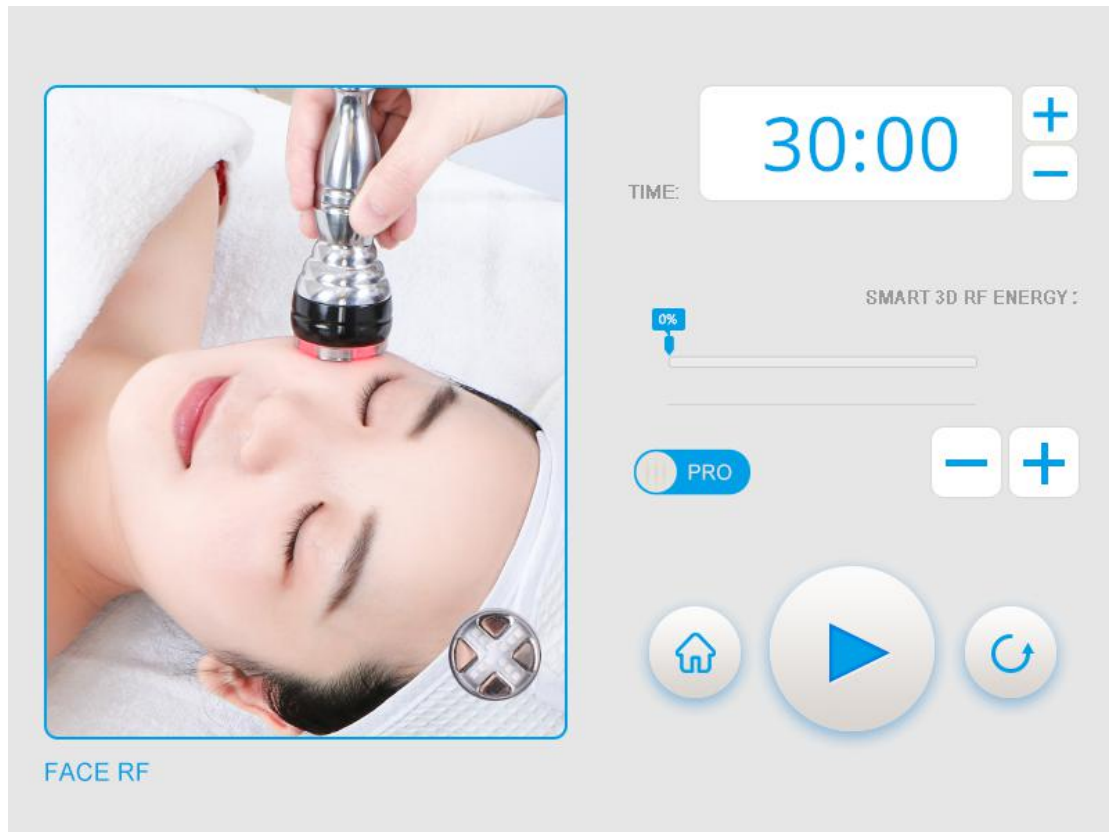 30:00
TIME:
SMART 3D RF ENERGY:
0%
PRO
FACE RF